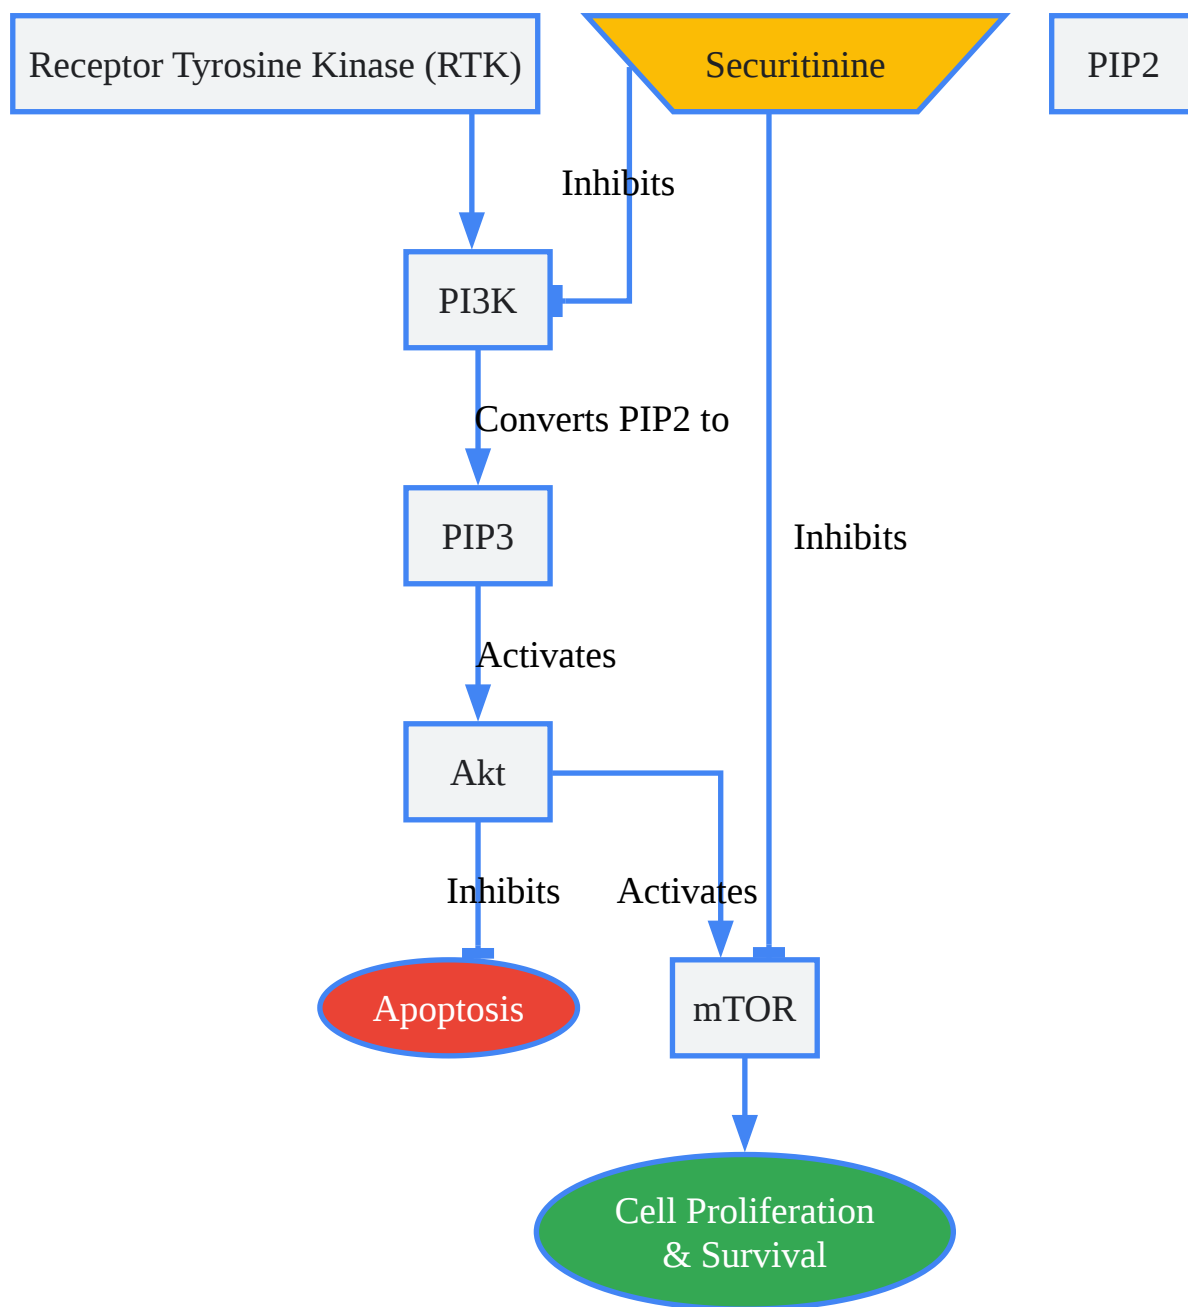 Receptor Tyrosine Kinase (RTK)
Securitinine
PIP2
Inhibits
PI3K
Converts PIP2 to
PIP3
Inhibits
Activates
Akt
Inhibits
Activates
Apoptosis
mTOR
Cell Proliferation
& Survival